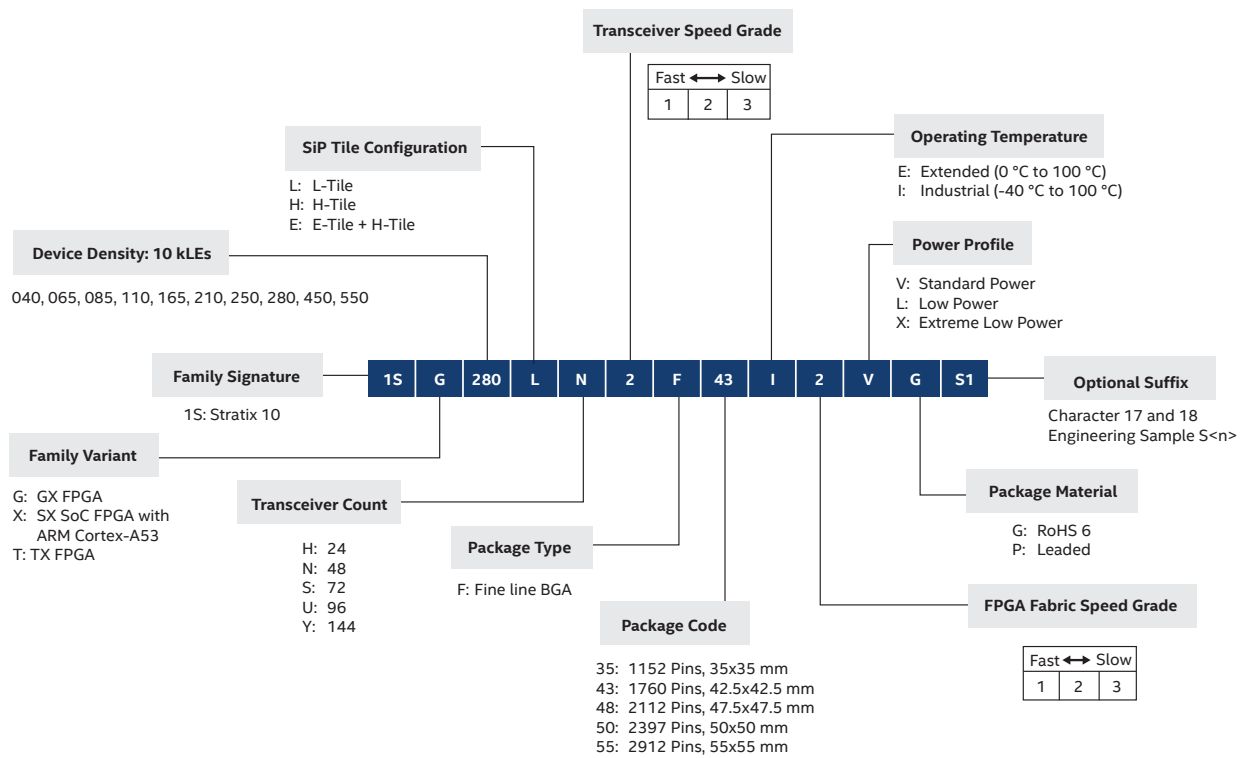 Transceiver Speed Grade
Fast Slow
1 2 3
SiP Tile Configuration
L: L-Tile
H: H-Tile
E: E-Tile + H-Tile
Operating Temperature
E: Extended (0 °C to 100 °C)
I: Industrial (-40 °C to 100 °C)
Device Density: 10 kLEs
040, 065, 085, 110, 165, 210, 250, 280, 450, 550
Power Profile
V: Standard Power
L: Low Power
X: Extreme Low Power
Family Signature
1S: Stratix 10
1S G 280 L N 2 F 43 I 2 V G S1
Optional Suffix
Character 17 and 18
Engineering Sample S<n>
Family Variant
G: GX FPGA
X: SX SoC FPGA with
ARM Cortex-A53
T: TX FPGA
Transceiver Count
H: 24
N: 48
S: 72
U: 96
Y: 144
Package Type
F: Fine line BGA
Package Code
35: 1152 Pins, 35x35 mm
43: 1760 Pins, 42.5x42.5 mm
48: 2112 Pins, 47.5x47.5 mm
50: 2397 Pins, 50x50 mm
55: 2912 Pins, 55x55 mm
Package Material
G: RoHS 6
P: Leaded
FPGA Fabric Speed Grade
Fast Slow
1 2 3